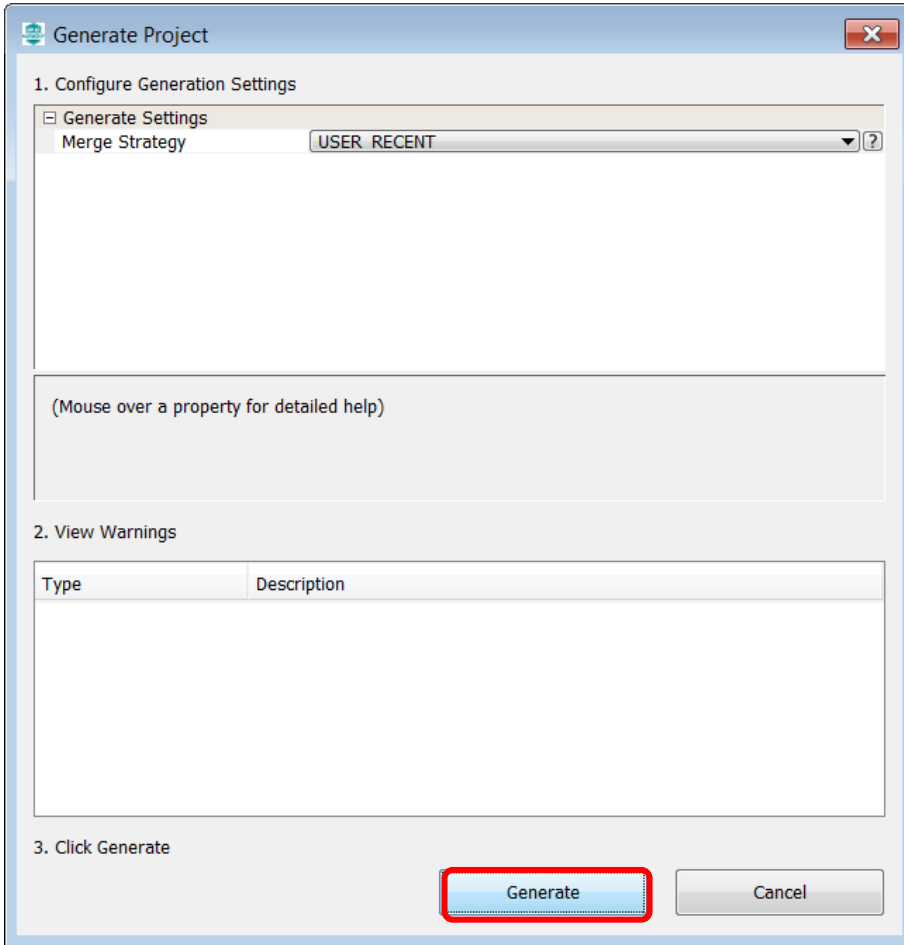 Generate Project
1. Configure Generation Settings
Generate Settings
Merge Strategy USER_RECENT ?
(Mouse over a property for detailed help)
2. View Warnings
Type Description
3. Click Generate
Generate Cancel